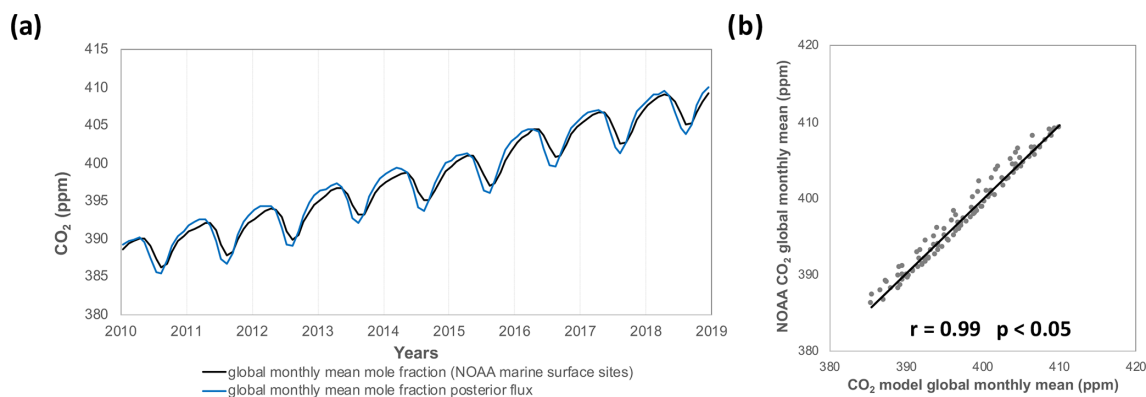 (a)
415
410
405
400
395
390
385
380
CO₂ (ppm)
2010 2011 2012 2013 2014 2015 2016 2017 2018 2019
Years
global monthly mean mole fraction (NOAA marine surface sites)
global monthly mean mole fraction posterior flux
(b)
420
410
400
390
380
NOAA CO₂ global monthly mean (ppm)
r = 0.99 p < 0.05
380 390 400 410 420
CO₂ model global monthly mean (ppm)